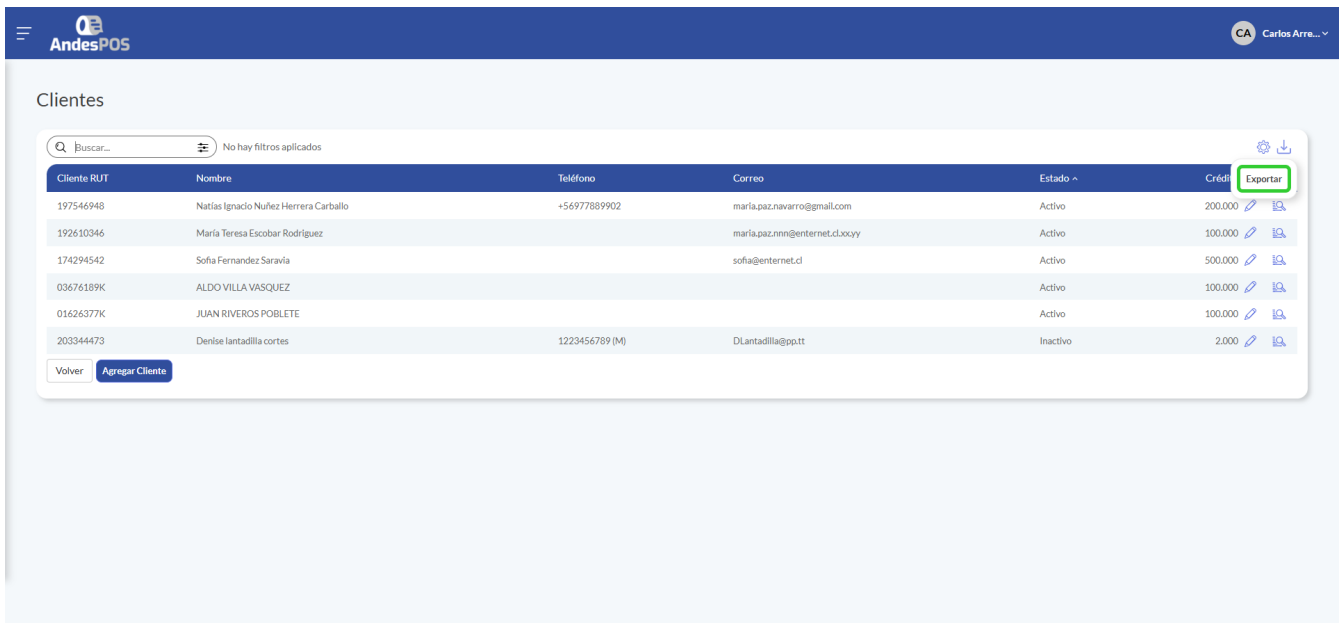 AndesPOS
CA Carlos Arre...
Clientes
Buscar... No hay filtros aplicados
Cliente RUT Nombre Teléfono Correo Estado Crédi Exportar
197546948 Natías Ignacio Nuñez Herrera Carballo +56977889902 maria.paz.navarro@gmail.com Activo 200.000
192610346 María Teresa Escobar Rodriguez maria.paz.nnn@enternet.cl.xx.yy Activo 100.000
174294542 Sofia Fernandez Saravia sofia@enternet.cl Activo 500.000
03676189K ALDO VILLA VASQUEZ Activo 100.000
01626377K JUAN RIVEROS POBLETE Activo 100.000
203344473 Denise lantadilla cortes 1223456789 (M) DLantadilla@pp.tt Inactivo 2.000
Volver Agregar Cliente